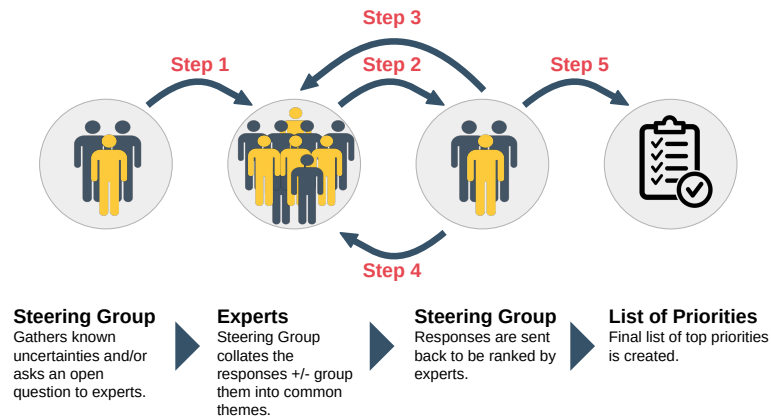 Step 3
Step 1
Step 2
Step 5
Step 4
Steering Group
Gathers known
uncertainties and/or
asks an open
question to experts.
Experts
Steering Group
collates the
responses +/- group
them into common
themes.
Steering Group
Responses are sent
back to be ranked by
experts.
List of Priorities
Final list of top priorities
is created.